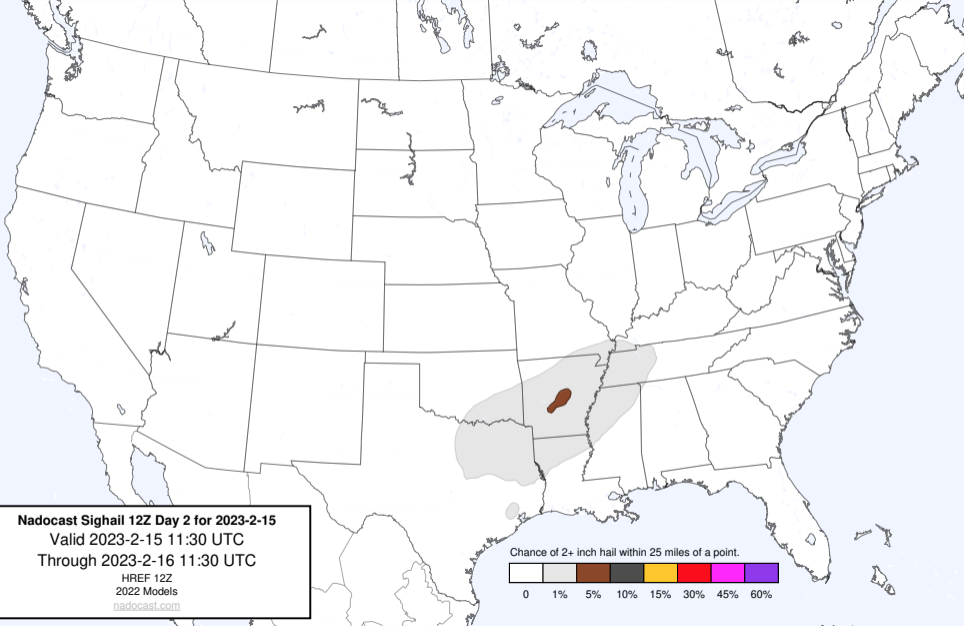 Nadocast Sighail 12Z Day 2 for 2023-2-15
Valid 2023-2-15 11:30 UTC
Through 2023-2-16 11:30 UTC
HREF 12Z
2022 Models
nadocast.com
Chance of 2+ inch hail within 25 miles of a point.
0 1% 5% 10% 15% 30% 45% 60%